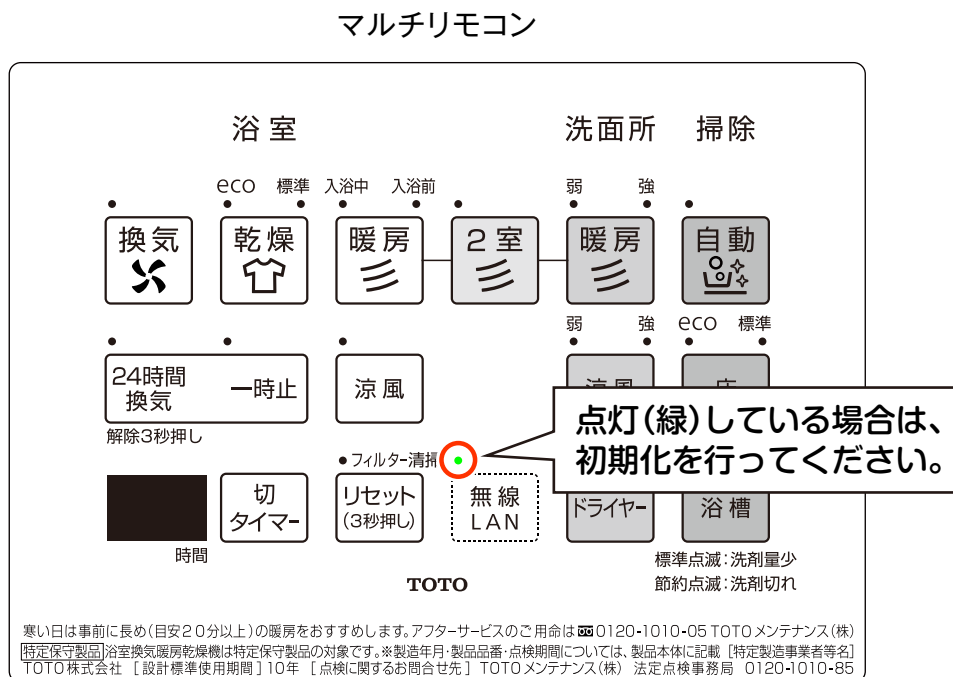 マルチリモコン
浴室 洗面所 掃除
eco 標準 入浴中 入浴前 弱 強
換気 乾燥 暖房 2室 暖房 自動
弱 強 eco 標準
24時間換気 一時止 涼風
解除3秒押し
点灯(緑)している場合は、
初期化を行ってください。
フィルター清掃
切タイマー リセット(3秒押し) 無線LAN ドライヤー 浴槽
時間
標準点滅:洗剤量少
節約点滅:洗剤切れ
TOTO
寒い日は事前に長め(目安20分以上)の暖房をおすすめします。アフターサービスのご用命は 0120-1010-05 TOTOメンテナンス(株)
特定保守製品 浴室換気暖房乾燥機は特定保守製品の対象です。※製造年月・製品品番・点検期間については、製品本体に記載 [特定製造事業者等名]
TOTO株式会社 [設計標準使用期間]10年 [点検に関するお問合せ先] TOTOメンテナンス(株) 法定点検事務局 0120-1010-85